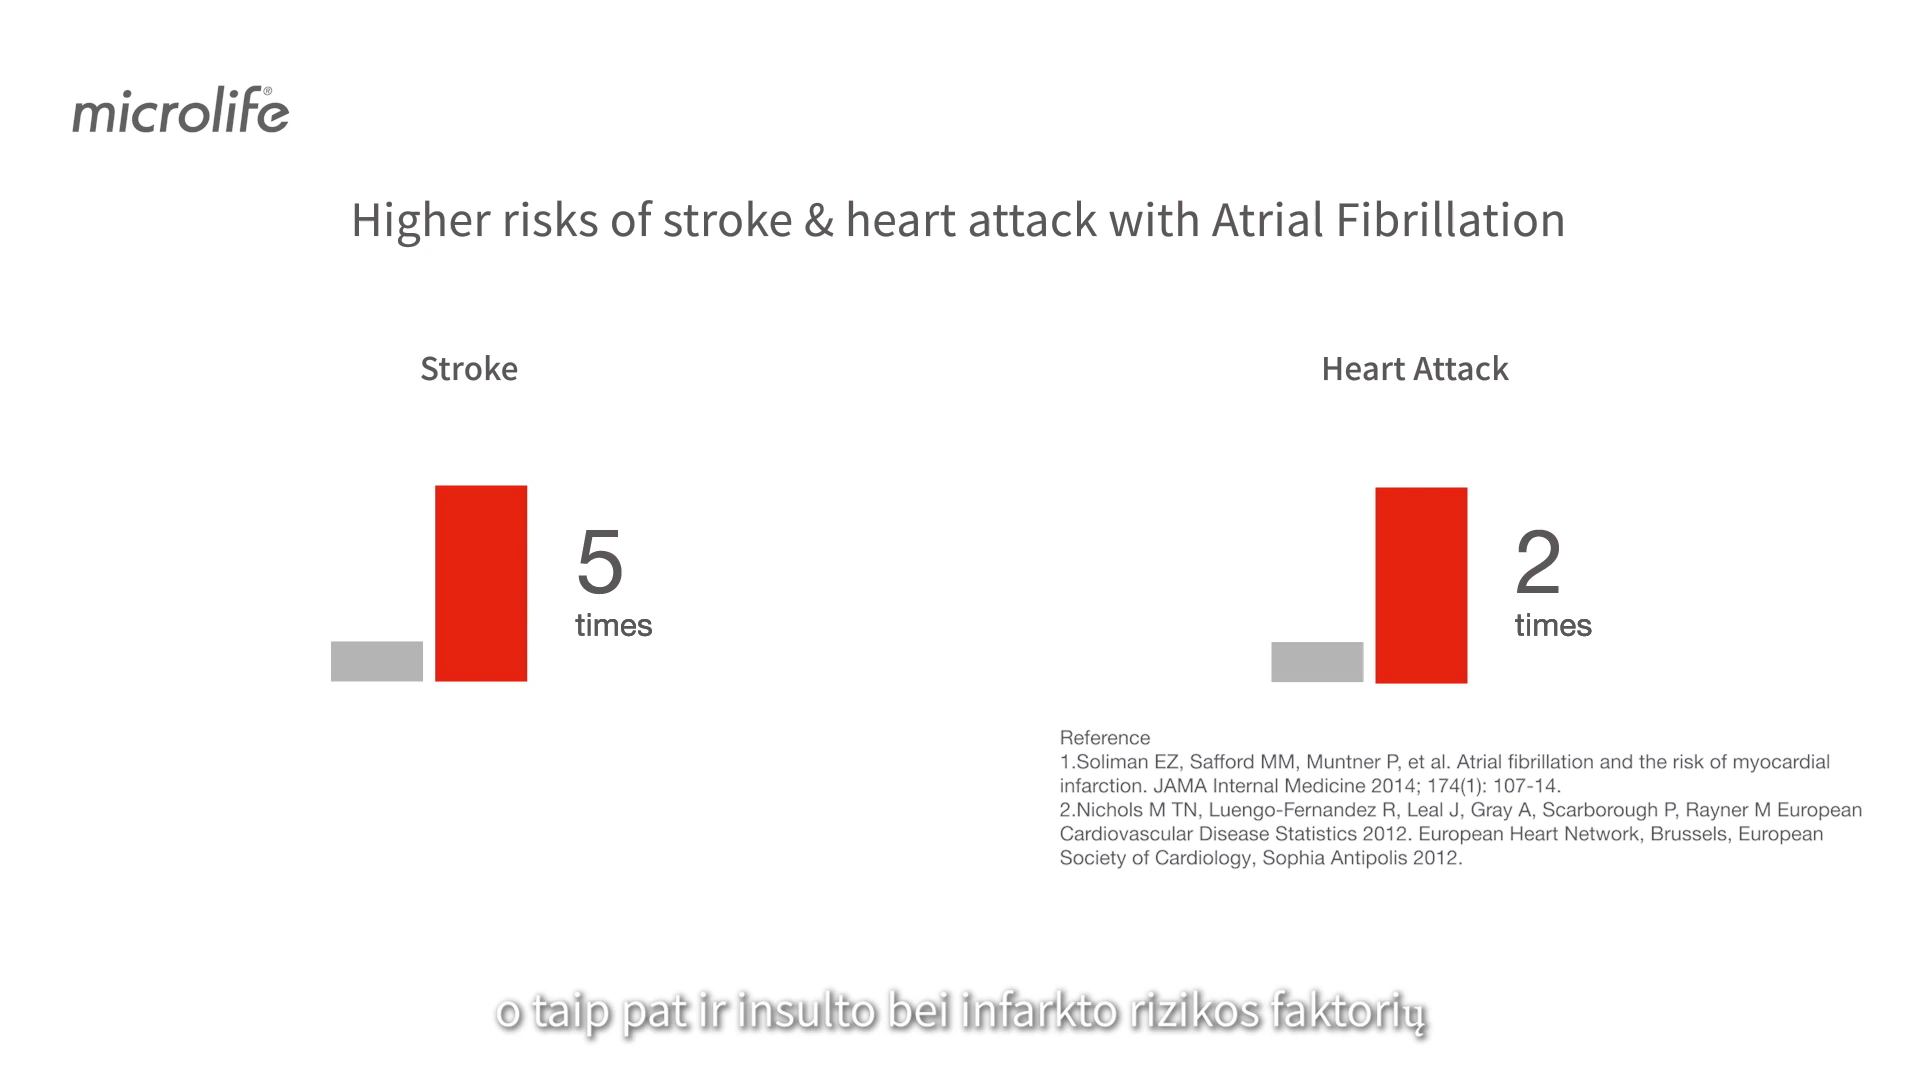 microlife®
Higher risks of stroke & heart attack with Atrial Fibrillation
Stroke
5
times
Heart Attack
2
times
Reference
1.Soliman EZ, Safford MM, Muntner P, et al. Atrial fibrillation and the risk of myocardial
infarction. JAMA Internal Medicine 2014; 174(1): 107-14.
2.Nichols M TN, Luengo-Fernandez R, Leal J, Gray A, Scarborough P, Rayner M European
Cardiovascular Disease Statistics 2012. European Heart Network, Brussels, European
Society of Cardiology, Sophia Antipolis 2012.
o taip pat ir insulto bei infarkto rizikos faktorių